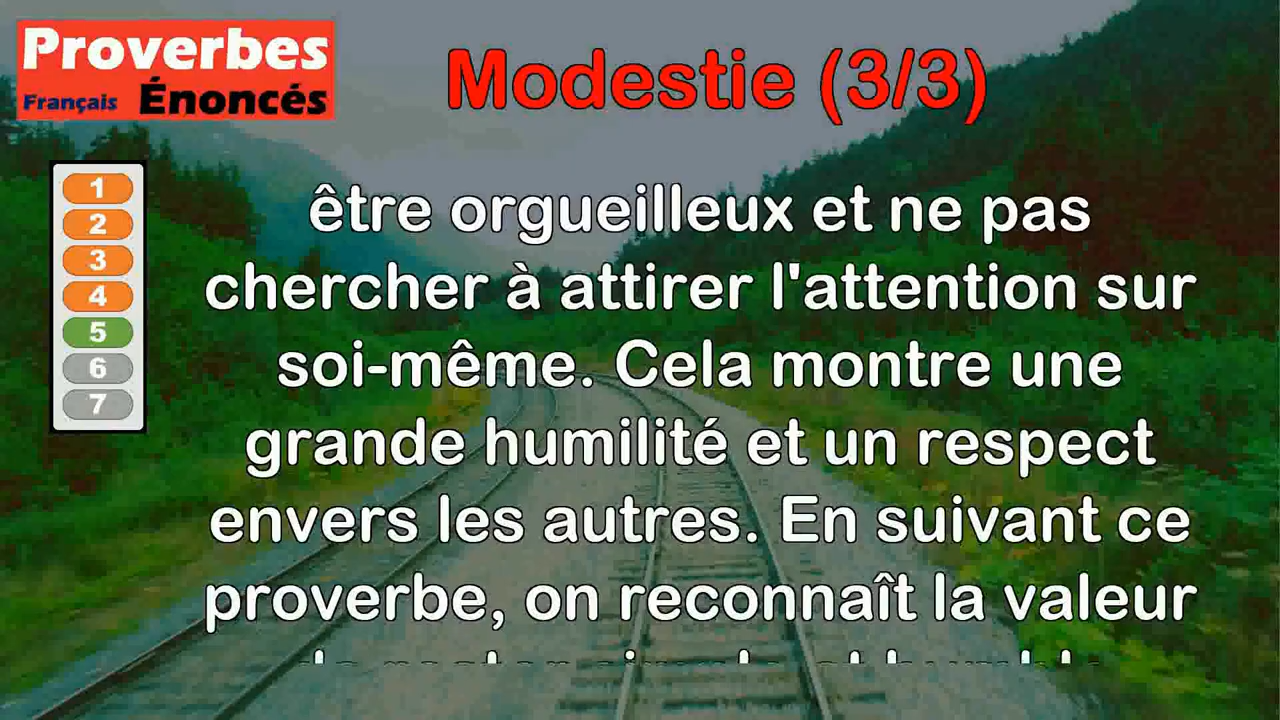 Proverbes
Français Énoncés
Modestie (3/3)
1
2
3
4
5
6
7
être orgueilleux et ne pas
chercher à attirer l'attention sur
soi-même. Cela montre une
grande humilité et un respect
envers les autres. En suivant ce
proverbe, on reconnaît la valeur